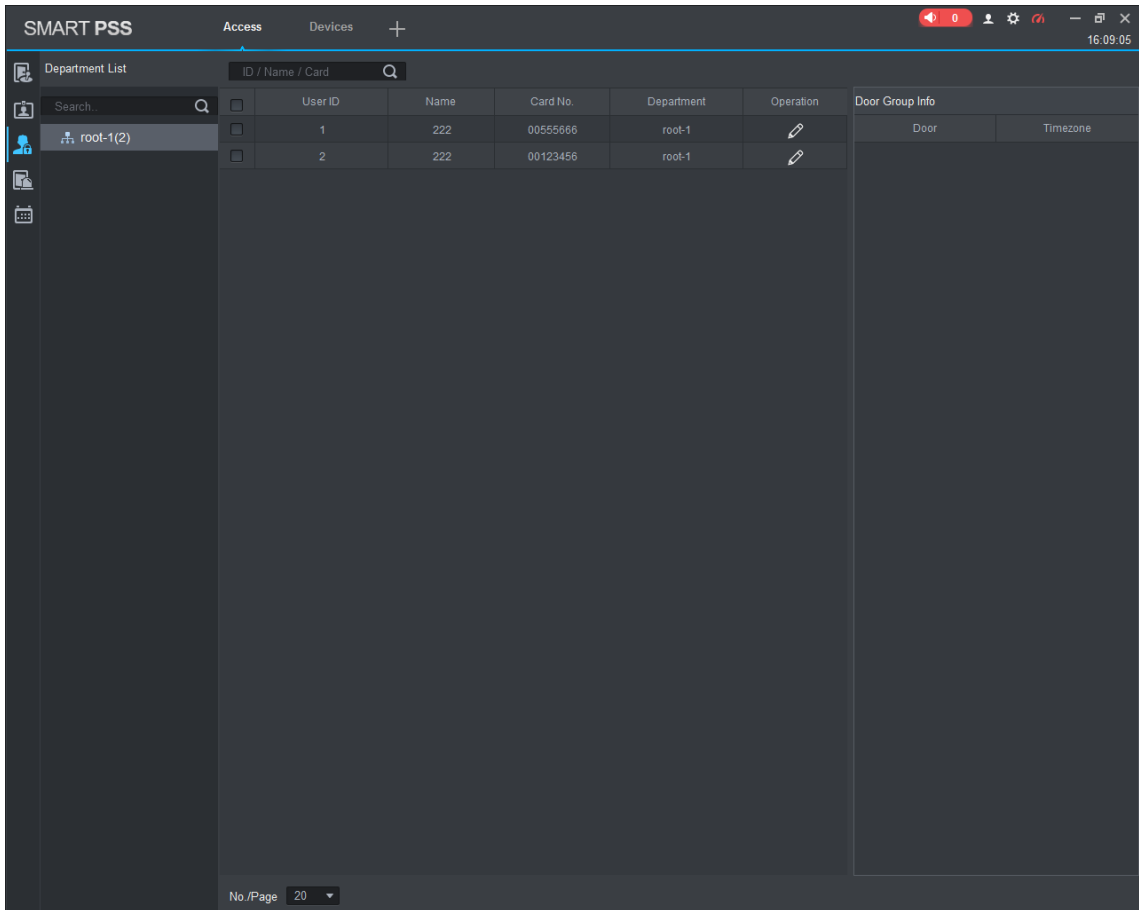 SMART PSS Access Devices 0
16:09:05
Department List ID / Name / Card
Search.. User ID Name Card No. Department Operation Door Group Info
root-1(2) 1 222 00555666 root-1 Door Timezone
2 222 00123456 root-1
No./Page 20